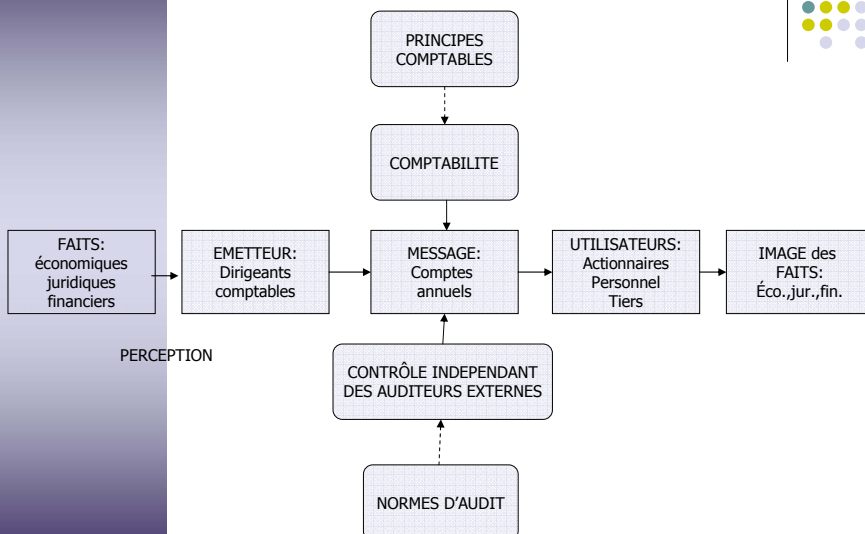 PRINCIPES
COMPTABLES
COMPTABILITE
FAITS:
économiques
juridiques
financiers
EMETTEUR:
Dirigeants
comptables
MESSAGE:
Comptes
annuels
UTILISATEURS:
Actionnaires
Personnel
Tiers
IMAGE des
FAITS:
Éco.,jur.,fin.
PERCEPTION
CONTRÔLE INDEPENDANT
DES AUDITEURS EXTERNES
NORMES D'AUDIT